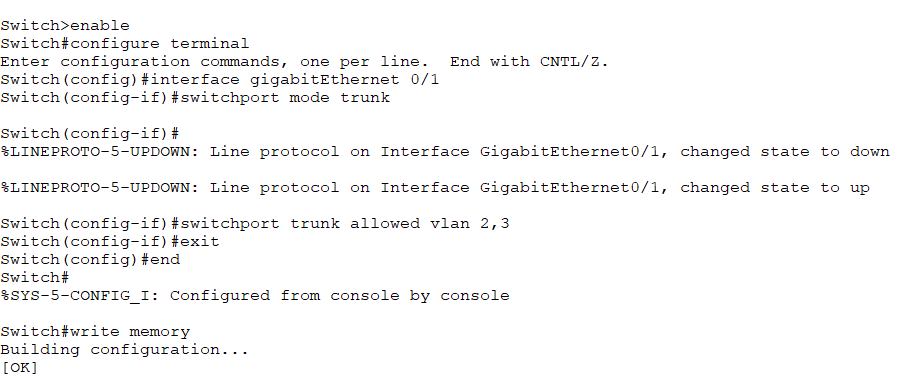 Switch>enable
Switch#configure terminal
Enter configuration commands, one per line.  End with CNTL/Z.
Switch(config)#interface gigabitEthernet 0/1
Switch(config-if)#switchport mode trunk
Switch(config-if)#
%LINEPROTO-5-UPDOWN: Line protocol on Interface GigabitEthernet0/1, changed state to down
%LINEPROTO-5-UPDOWN: Line protocol on Interface GigabitEthernet0/1, changed state to up
Switch(config-if)#switchport trunk allowed vlan 2,3
Switch(config-if)#exit
Switch(config)#end
Switch#
%SYS-5-CONFIG_I: Configured from console by console
Switch#write memory
Building configuration...
[OK]